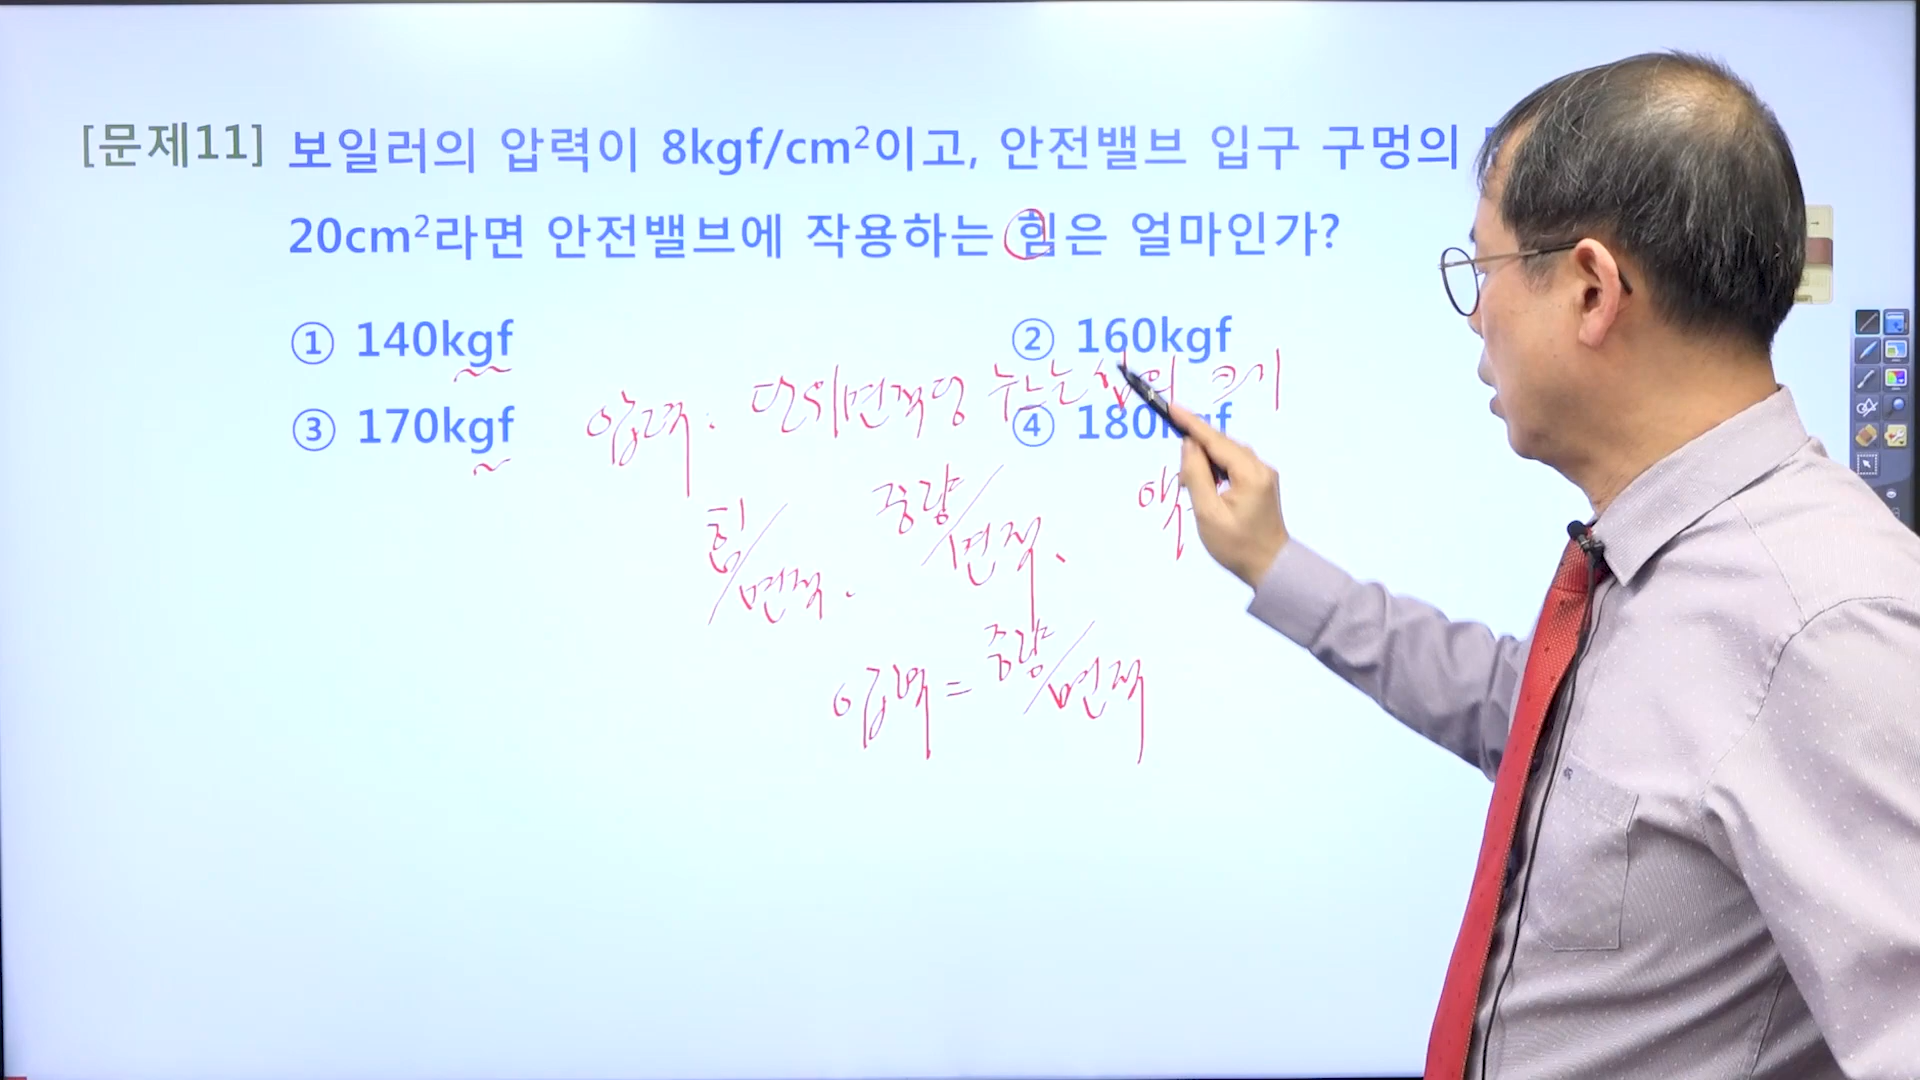 [문제11] 보일러의 압력이 8kgf/cm²이고, 안전밸브 입구 구멍의
20cm²라면 안전밸브에 작용하는 힘은 얼마인가?
① 140kgf
② 160kgf
③ 170kgf
④ 180kgf
압력. 단위면적당 누르는 힘의 크기
힘/면적.
중량/면적.
압력=중량/면적